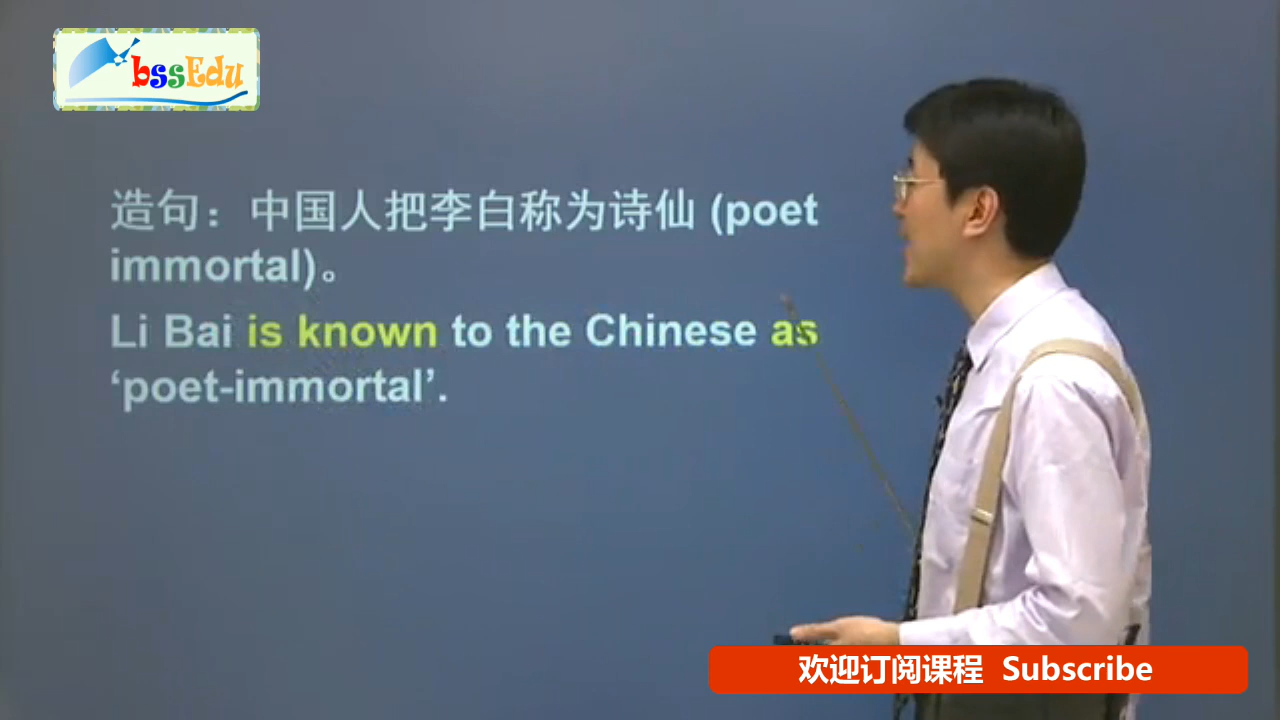 bssEdu
造句：中国人把李白称为诗仙 (poet
immortal)。
Li Bai is known to the Chinese as
‘poet-immortal’.
欢迎订阅课程 Subscribe